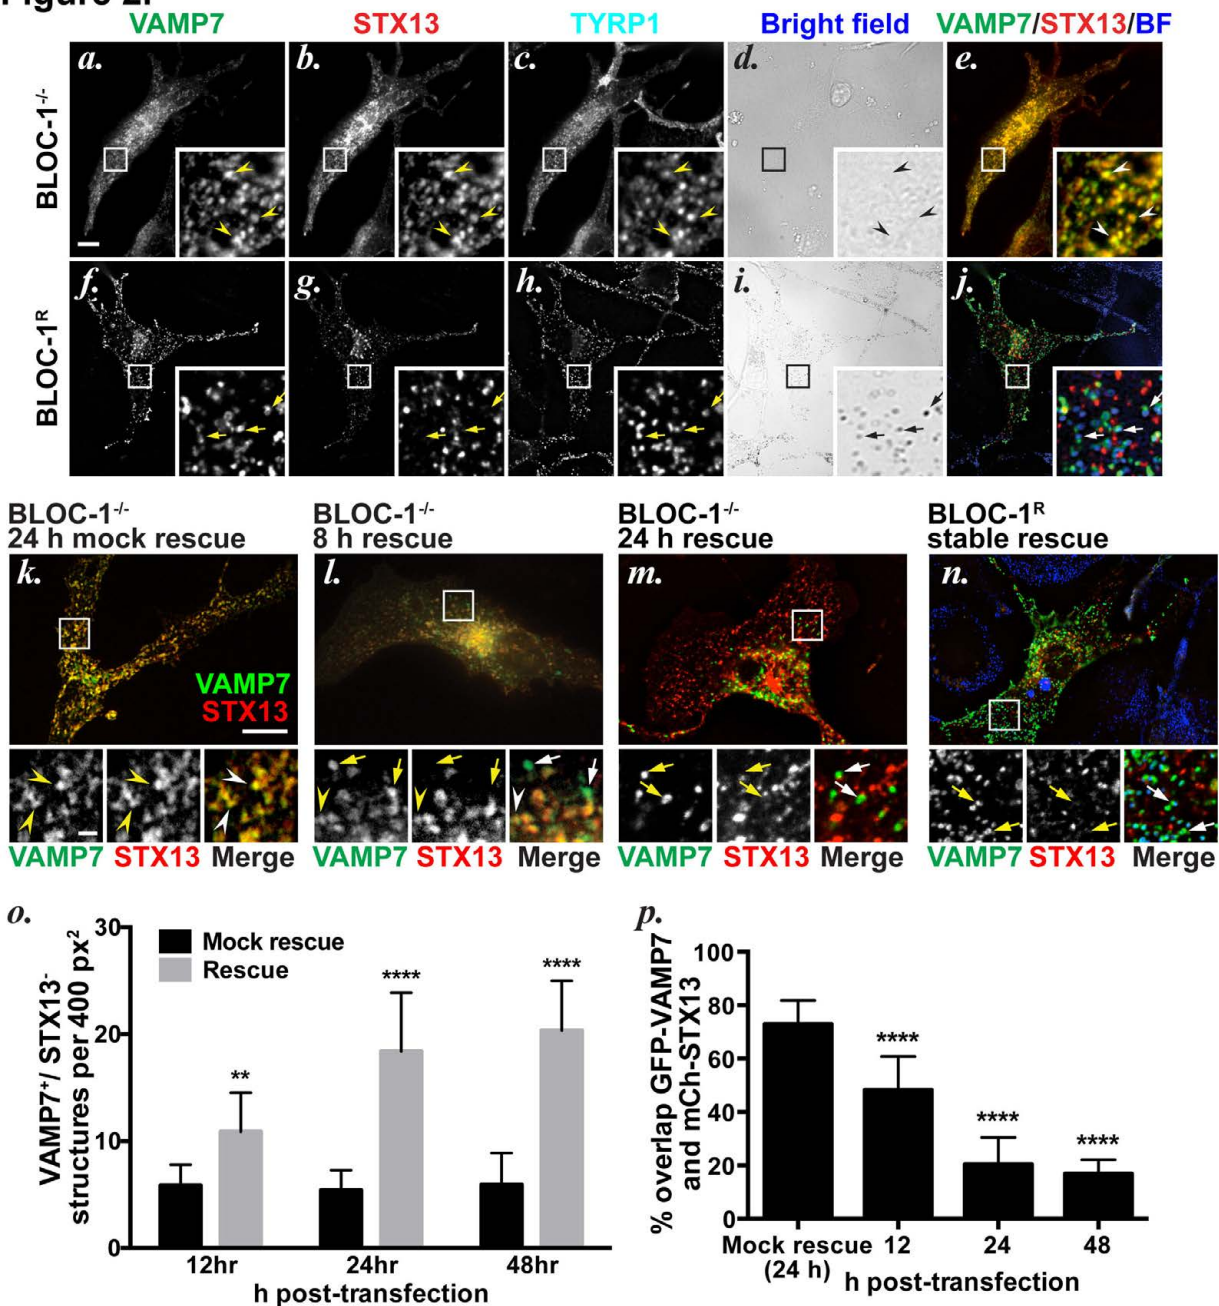 Figure 2.
VAMP7 STX13 TYRP1 Bright field VAMP7/STX13/BF
BLOC-1-/-
a. b. c. d. e.
BLOC-1R
f. g. h. i. j.
BLOC-1-/- 24 h mock rescue
BLOC-1-/- 8 h rescue
BLOC-1-/- 24 h rescue
BLOC-1R stable rescue
k. l. m. n.
VAMP7
STX13
VAMP7 STX13 Merge VAMP7 STX13 Merge VAMP7 STX13 Merge VAMP7 STX13 Merge
o.
VAMP7+/ STX13-
structures per 400 px2
30
20
10
0
Mock rescue
Rescue
** **** ****
12hr 24hr 48hr
h post-transfection
p.
% overlap GFP-VAMP7
and mCh-STX13
100
80
60
40
20
0
**** **** ****
Mock rescue 12 24 48
(24 h) h post-transfection